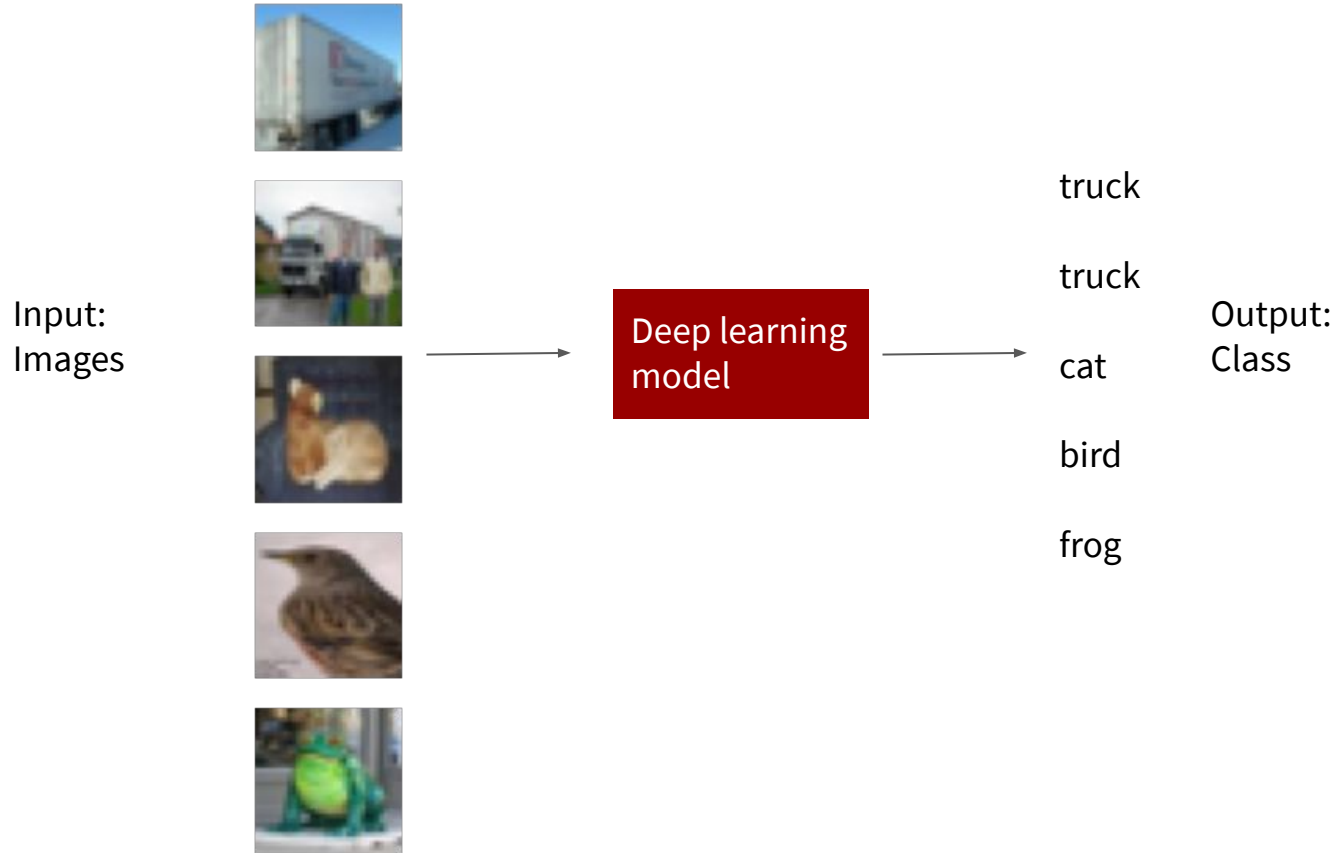 Input:
Images
Deep learning
model
truck
truck
cat
bird
frog
Output:
Class